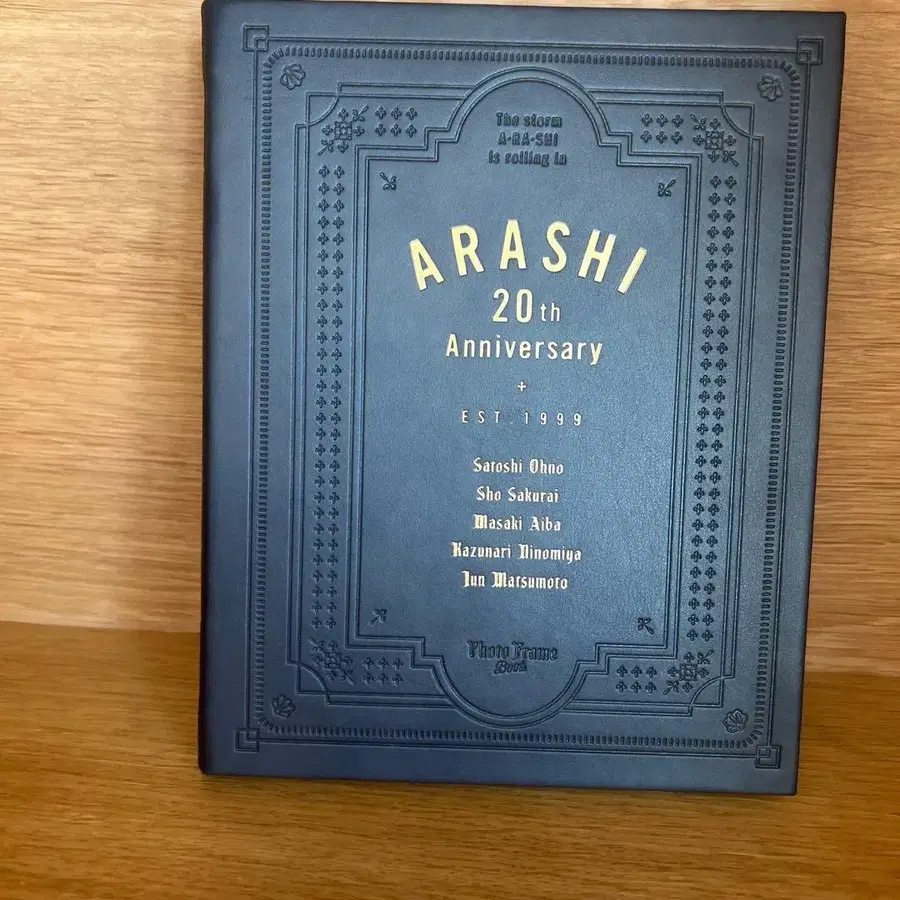 The storm
A・RA・SHI
is rolling in
ARASHI
20th
Anniversary
+
EST. 1999
Satoshi Ohno
Sho Sakurai
Masaki Aiba
Kazunari Ninomiya
Jun Matsumoto
Photo Frame
Book